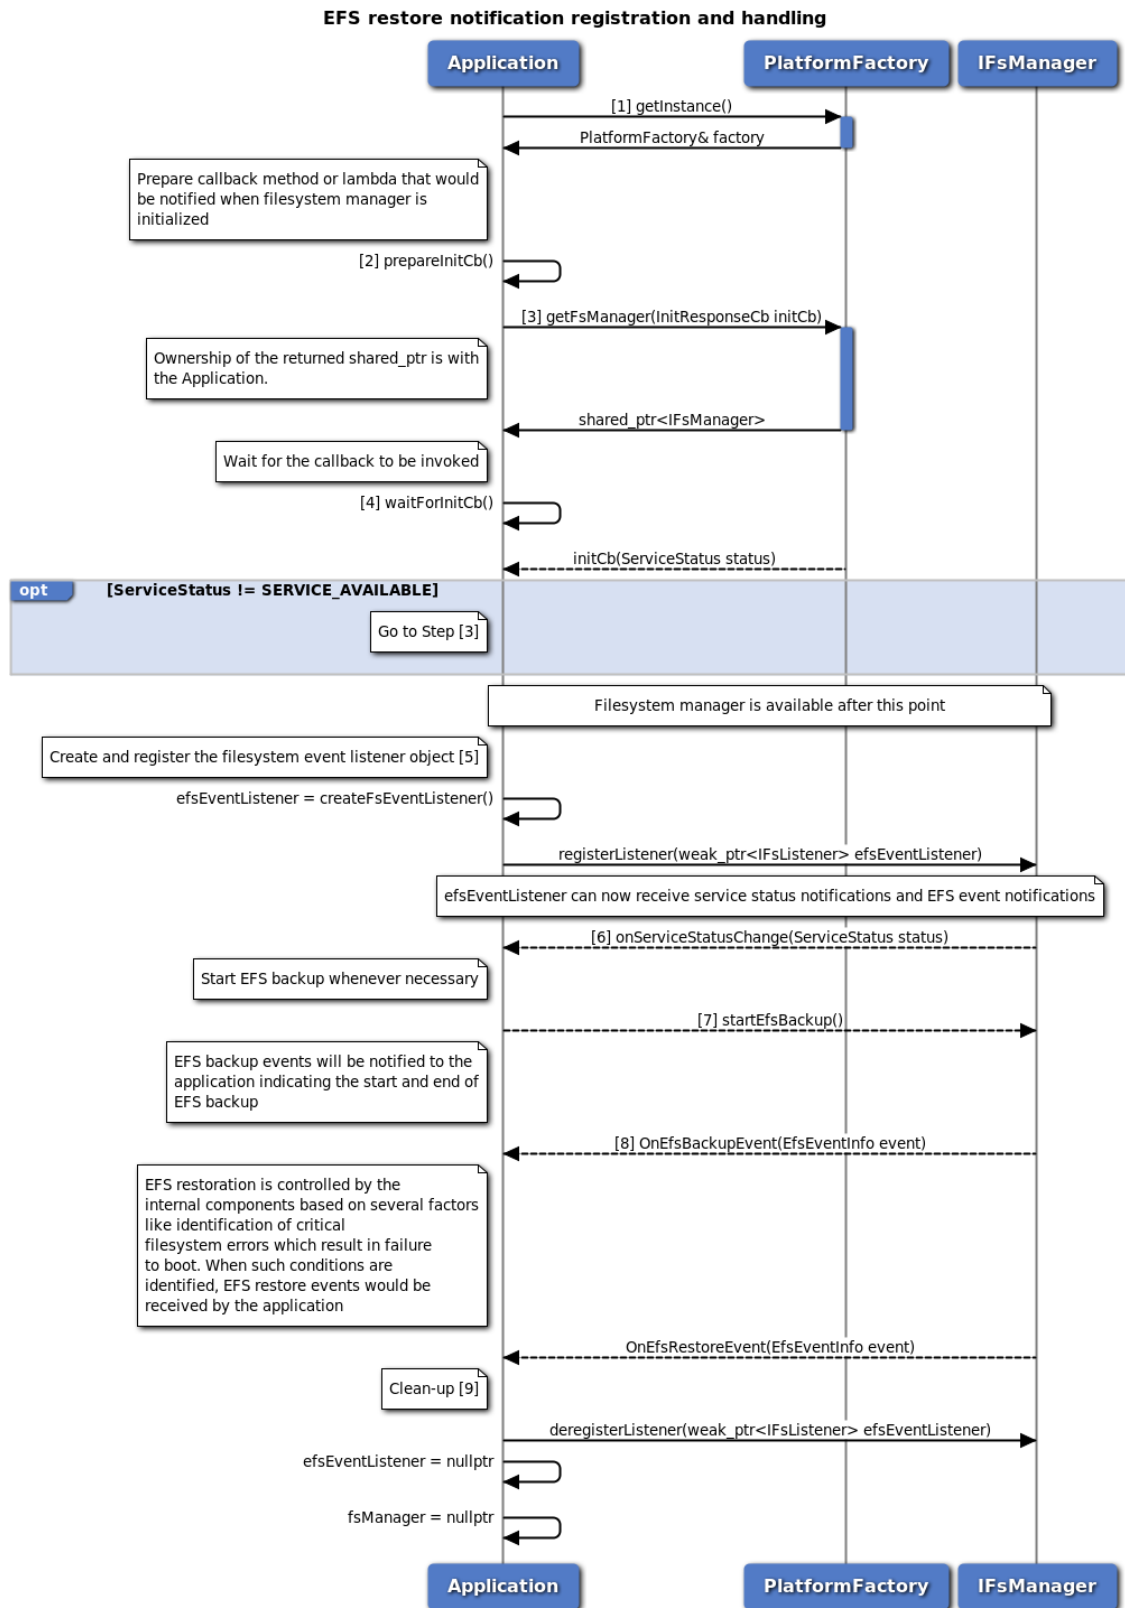 EFS restore notification registration and handling
Application
PlatformFactory
IFsManager
[1] getInstance()
PlatformFactory& factory
Prepare callback method or lambda that would
be notified when filesystem manager is
initialized
[2] prepareInitCb()
[3] getFsManager(InitResponseCb initCb)
Ownership of the returned shared_ptr is with
the Application.
shared_ptr<IFsManager>
Wait for the callback to be invoked
[4] waitForInitCb()
initCb(ServiceStatus status)
opt
[ServiceStatus != SERVICE_AVAILABLE]
Go to Step [3]
Filesystem manager is available after this point
Create and register the filesystem event listener object [5]
efsEventListener = createFsEventListener()
registerListener(weak_ptr<IFsListener> efsEventListener)
efsEventListener can now receive service status notifications and EFS event notifications
[6] onServiceStatusChange(ServiceStatus status)
Start EFS backup whenever necessary
[7] startEfsBackup()
EFS backup events will be notified to the
application indicating the start and end of
EFS backup
[8] OnEfsBackupEvent(EfsEventInfo event)
EFS restoration is controlled by the
internal components based on several factors
like identification of critical
filesystem errors which result in failure
to boot. When such conditions are
identified, EFS restore events would be
received by the application
OnEfsRestoreEvent(EfsEventInfo event)
Clean-up [9]
deregisterListener(weak_ptr<IFsListener> efsEventListener)
efsEventListener = nullptr
fsManager = nullptr
Application
PlatformFactory
IFsManager